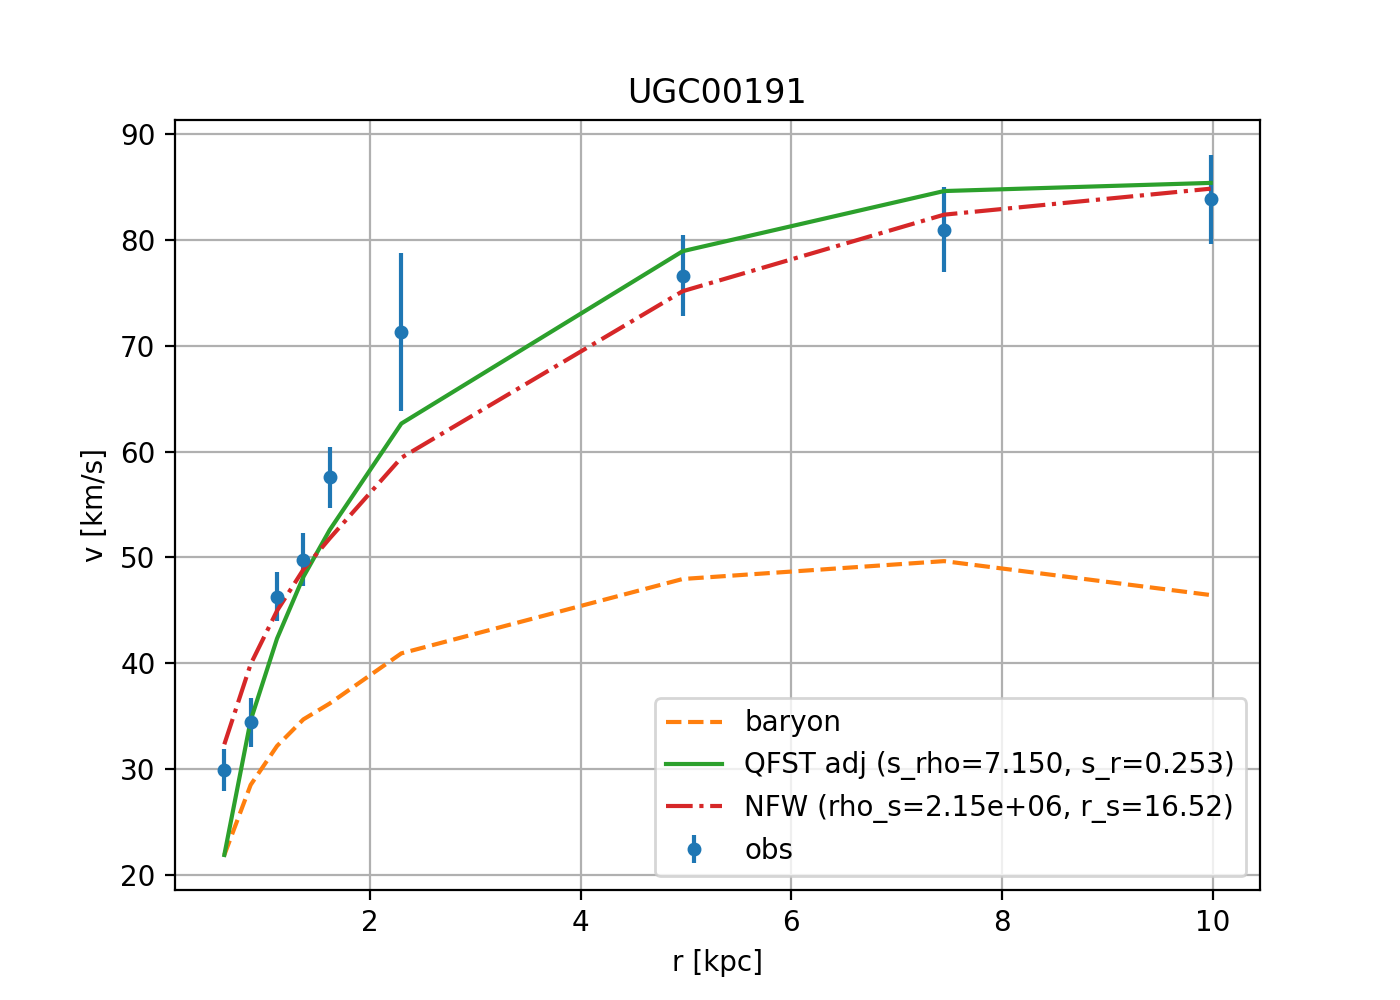 UGC00191
90
80
70
60
50
40
30
20
v [km/s]
baryon
QFST adj (s_rho=7.150, s_r=0.253)
NFW (rho_s=2.15e+06, r_s=16.52)
obs
2 4 6 8 10
r [kpc]